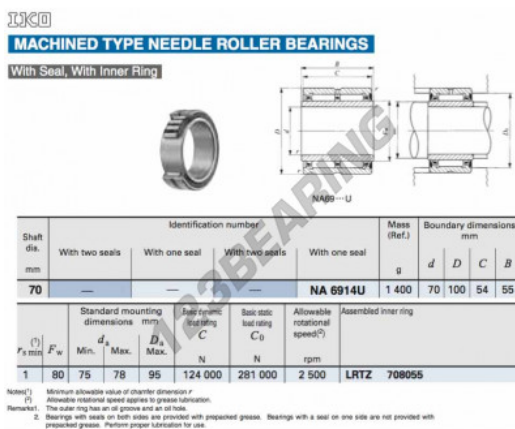 IKO
MACHINED TYPE NEEDLE ROLLER BEARINGS
With Seal, With Inner Ring
B
C
D
d
NA69···U
Shaft dia. mm
Identification number
Mass (Ref.) g
Boundary dimensions mm
With two seals
With one seal
With two seals
With one seal
d D C B
70 — — NA 6914U 1 400 70 100 54 55
(¹) rs min
Fw
Standard mounting dimensions mm
da
Min. Max.
Da
Max.
Basic dynamic load rating C N
Basic static load rating C0 N
Allowable rotational speed(²) rpm
Assembled inner ring
1 80 75 78 95 124 000 281 000 2 500 LRTZ 708055
Notes(¹) Minimum allowable value of chamfer dimension r
(²) Allowable rotational speed applies to grease lubrication.
Remarks1. The outer ring has an oil groove and an oil hole.
2. Bearings with seals on both sides are provided with prepacked grease. Bearings with a seal on one side are not provided with
prepacked grease. Perform proper lubrication for use.
123BEARING